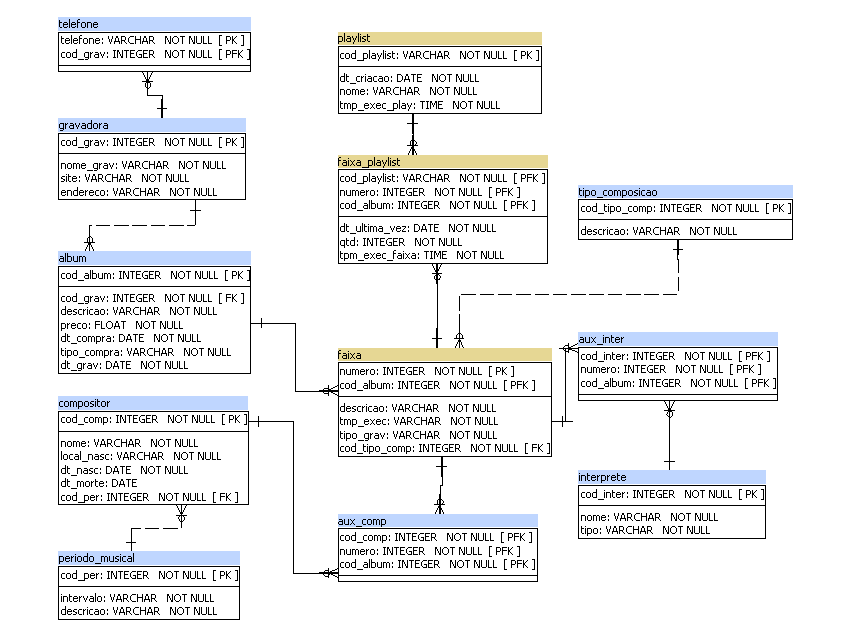 telefone
telefone: VARCHAR NOT NULL [ PK ]
cod_grav: INTEGER NOT NULL [ PFK ]
gravadora
cod_grav: INTEGER NOT NULL [ PK ]
nome_grav: VARCHAR NOT NULL
site: VARCHAR NOT NULL
endereco: VARCHAR NOT NULL
album
cod_album: INTEGER NOT NULL [ PK ]
cod_grav: INTEGER NOT NULL [ FK ]
descricao: VARCHAR NOT NULL
preco: FLOAT NOT NULL
dt_compra: DATE NOT NULL
tipo_compra: VARCHAR NOT NULL
dt_grav: DATE NOT NULL
compositor
cod_comp: INTEGER NOT NULL [ PK ]
nome: VARCHAR NOT NULL
local_nasc: VARCHAR NOT NULL
dt_nasc: DATE NOT NULL
dt_morte: DATE
cod_per: INTEGER NOT NULL [ FK ]
periodo_musical
cod_per: INTEGER NOT NULL [ PK ]
intervalo: VARCHAR NOT NULL
descricao: VARCHAR NOT NULL
playlist
cod_playlist: VARCHAR NOT NULL [ PK ]
dt_criacao: DATE NOT NULL
nome: VARCHAR NOT NULL
tmp_exec_play: TIME NOT NULL
faixa_playlist
cod_playlist: VARCHAR NOT NULL [ PFK ]
numero: INTEGER NOT NULL [ PFK ]
cod_album: INTEGER NOT NULL [ PFK ]
dt_ultima_vez: DATE NOT NULL
qtd: INTEGER NOT NULL
tpm_exec_faixa: TIME NOT NULL
faixa
numero: INTEGER NOT NULL [ PK ]
cod_album: INTEGER NOT NULL [ PFK ]
descricao: VARCHAR NOT NULL
tmp_exec: VARCHAR NOT NULL
tipo_grav: VARCHAR NOT NULL
cod_tipo_comp: INTEGER NOT NULL [ FK ]
aux_comp
cod_comp: INTEGER NOT NULL [ PFK ]
numero: INTEGER NOT NULL [ PFK ]
cod_album: INTEGER NOT NULL [ PFK ]
tipo_composicao
cod_tipo_comp: INTEGER NOT NULL [ PK ]
descricao: VARCHAR NOT NULL
aux_inter
cod_inter: INTEGER NOT NULL [ PFK ]
numero: INTEGER NOT NULL [ PFK ]
cod_album: INTEGER NOT NULL [ PFK ]
interprete
cod_inter: INTEGER NOT NULL [ PK ]
nome: VARCHAR NOT NULL
tipo: VARCHAR NOT NULL